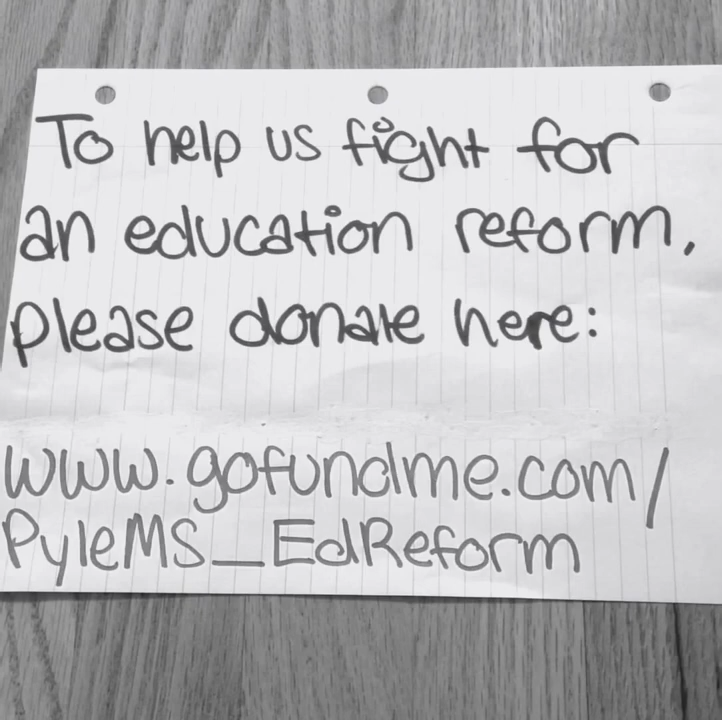 To help us fight for
an education reform,
please donate here:
www.gofundme.com/
PyleMS_EdReform